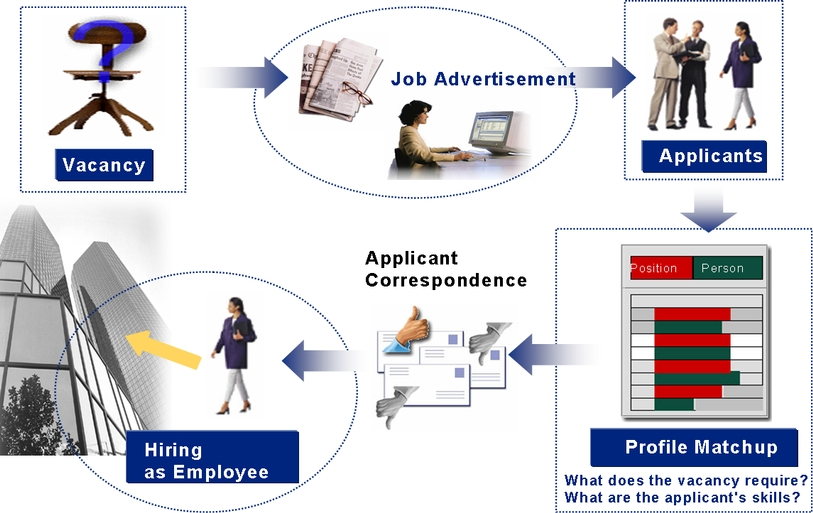 ?
Vacancy
Job Advertisement
Applicants
Position Person
Profile Matchup
What does the vacancy require?
What are the applicant's skills?
Applicant
Correspondence
Hiring
as Employee